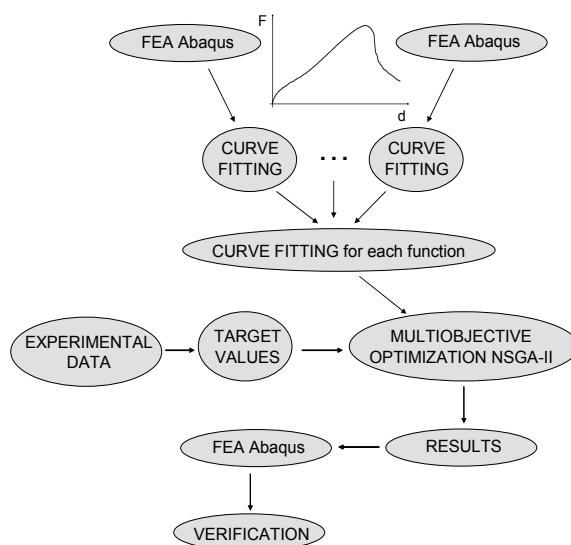 F
FEA Abaqus
FEA Abaqus
d
CURVE
FITTING
...
CURVE
FITTING
CURVE FITTING for each function
EXPERIMENTAL
DATA
TARGET
VALUES
MULTIOBJECTIVE
OPTIMIZATION NSGA-II
FEA Abaqus
RESULTS
VERIFICATION